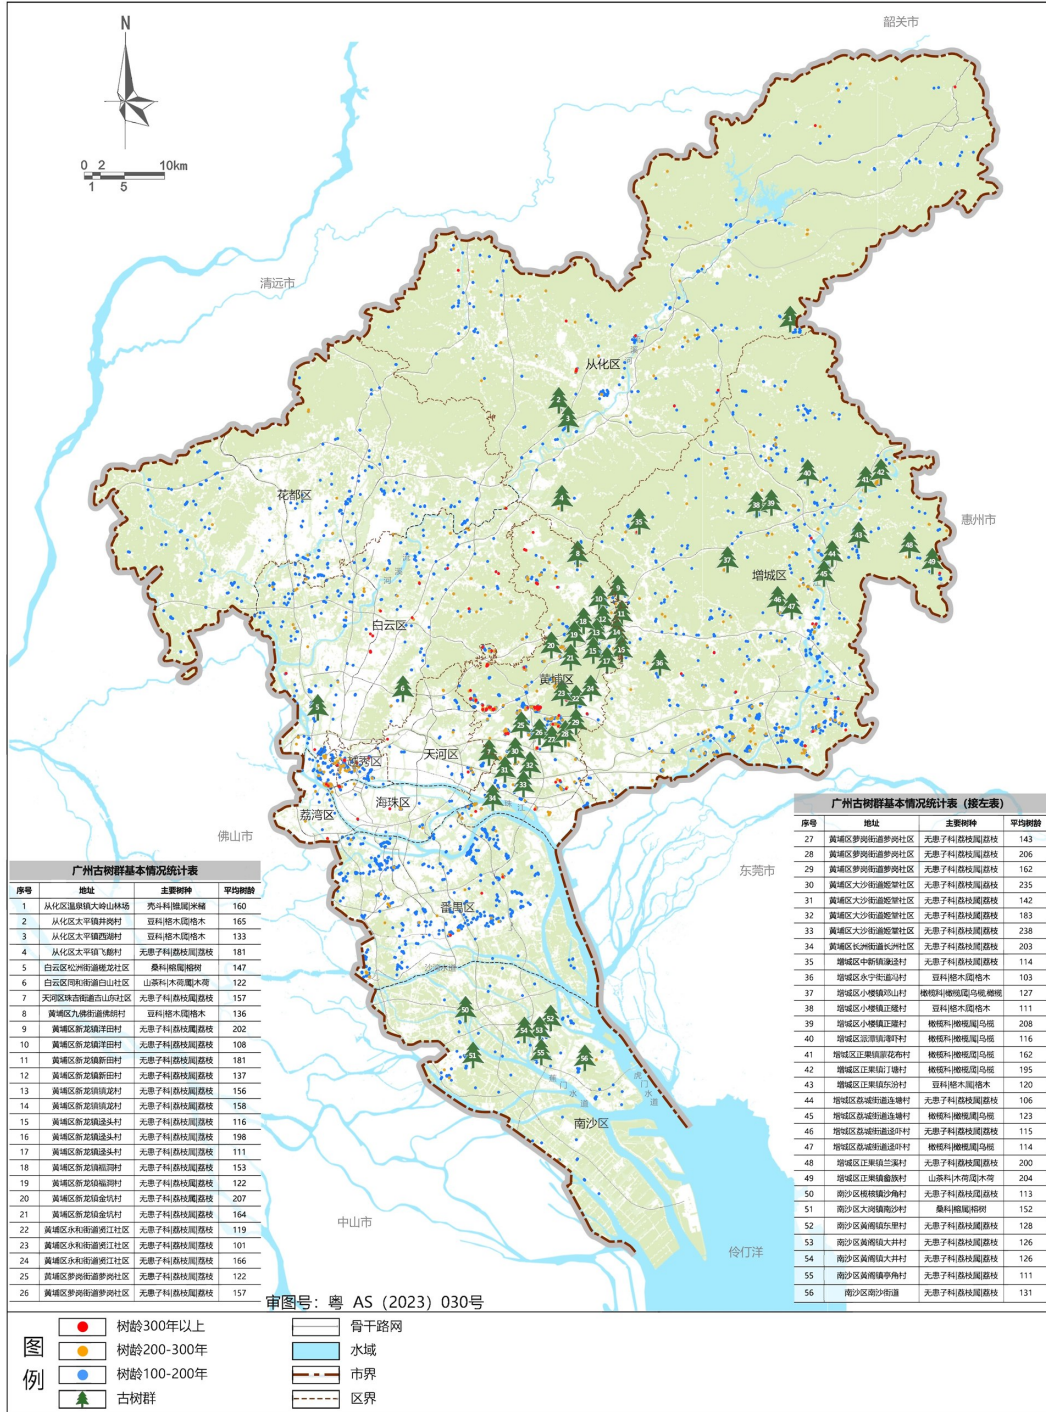 N
0 2 10km
1 5
韶关市
清远市
惠州市
佛山市
东莞市
中山市
伶仃洋
从化区
花都区
增城区
白云区
黄埔区
天河区
越秀区
海珠区
荔湾区
番禺区
南沙区
珠江
虎门水道
广州古树群基本情况统计表
序号 地址 主要树种 平均树龄
1 从化区温泉镇大岭山林场 壳斗科|锥属|米槠 160
2 从化区太平镇井岗村 豆科|格木属|格木 165
3 从化区太平镇西湖村 豆科|格木属|格木 133
4 从化区太平镇飞鹅村 无患子科|荔枝属|荔枝 181
5 白云区松洲街道槎龙社区 桑科|榕属|榕树 147
6 白云区同和街道白山社区 山茶科|木荷属|木荷 122
7 天河区珠吉街道吉山东社区 无患子科|荔枝属|荔枝 157
8 黄埔区九佛街道佛朗村 豆科|格木属|格木 136
9 黄埔区新龙镇洋田村 无患子科|荔枝属|荔枝 202
10 黄埔区新龙镇洋田村 无患子科|荔枝属|荔枝 108
11 黄埔区新龙镇新田村 无患子科|荔枝属|荔枝 181
12 黄埔区新龙镇新田村 无患子科|荔枝属|荔枝 137
13 黄埔区新龙镇镇龙村 无患子科|荔枝属|荔枝 156
14 黄埔区新龙镇镇龙村 无患子科|荔枝属|荔枝 158
15 黄埔区新龙镇迳头村 无患子科|荔枝属|荔枝 116
16 黄埔区新龙镇迳头村 无患子科|荔枝属|荔枝 198
17 黄埔区新龙镇迳头村 无患子科|荔枝属|荔枝 111
18 黄埔区新龙镇福洞村 无患子科|荔枝属|荔枝 153
19 黄埔区新龙镇福洞村 无患子科|荔枝属|荔枝 122
20 黄埔区新龙镇金坑村 无患子科|荔枝属|荔枝 207
21 黄埔区新龙镇金坑村 无患子科|荔枝属|荔枝 164
22 黄埔区永和街道贤江社区 无患子科|荔枝属|荔枝 119
23 黄埔区永和街道贤江社区 无患子科|荔枝属|荔枝 101
24 黄埔区永和街道贤江社区 无患子科|荔枝属|荔枝 166
25 黄埔区萝岗街道萝岗社区 无患子科|荔枝属|荔枝 122
26 黄埔区萝岗街道萝岗社区 无患子科|荔枝属|荔枝 157
广州古树群基本情况统计表（接左表）
序号 地址 主要树种 平均树龄
27 黄埔区萝岗街道萝岗社区 无患子科|荔枝属|荔枝 143
28 黄埔区萝岗街道萝岗社区 无患子科|荔枝属|荔枝 206
29 黄埔区萝岗街道萝岗社区 无患子科|荔枝属|荔枝 162
30 黄埔区大沙街道姬堂社区 无患子科|荔枝属|荔枝 235
31 黄埔区大沙街道姬堂社区 无患子科|荔枝属|荔枝 142
32 黄埔区大沙街道姬堂社区 无患子科|荔枝属|荔枝 183
33 黄埔区大沙街道姬堂社区 无患子科|荔枝属|荔枝 238
34 黄埔区长洲街道长洲社区 无患子科|荔枝属|荔枝 203
35 增城区中新镇濠迳村 无患子科|荔枝属|荔枝 114
36 增城区永宁街道冯村 豆科|格木属|格木 103
37 增城区小楼镇邓山村 橄榄科|橄榄属|乌榄,橄榄 127
38 增城区小楼镇正隆村 豆科|格木属|格木 111
39 增城区小楼镇正隆村 橄榄科|橄榄属|乌榄 208
40 增城区派潭镇湾吓村 橄榄科|橄榄属|乌榄 116
41 增城区正果镇蒙花布村 橄榄科|橄榄属|乌榄 162
42 增城区正果镇汀塘村 橄榄科|橄榄属|乌榄 195
43 增城区正果镇东汾村 豆科|格木属|格木 120
44 增城区荔城街道连塘村 无患子科|荔枝属|荔枝 106
45 增城区荔城街道连塘村 橄榄科|橄榄属|乌榄 123
46 增城区荔城街道迳吓村 无患子科|荔枝属|荔枝 115
47 增城区荔城街道迳吓村 橄榄科|橄榄属|乌榄 114
48 增城区正果镇兰溪村 无患子科|荔枝属|荔枝 200
49 增城区正果镇畲族村 山茶科|木荷属|木荷 204
50 南沙区榄核镇沙角村 无患子科|荔枝属|荔枝 113
51 南沙区大岗镇南沙村 桑科|榕属|榕树 152
52 南沙区黄阁镇东里村 无患子科|荔枝属|荔枝 128
53 南沙区黄阁镇大井村 无患子科|荔枝属|荔枝 126
54 南沙区黄阁镇大井村 无患子科|荔枝属|荔枝 126
55 南沙区黄阁镇亭角村 无患子科|荔枝属|荔枝 111
56 南沙区南沙街道 无患子科|荔枝属|荔枝 131
审图号：粤 AS（2023）030号
图例
树龄300年以上
树龄200-300年
树龄100-200年
古树群
骨干路网
水域
市界
区界